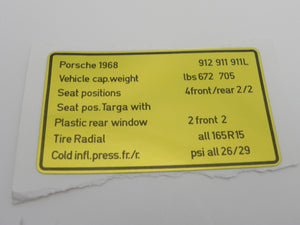 Porsche 1968 912 911 911L
Vehicle cap.weight lbs 672 705
Seat positions 4front/rear 2/2
Seat pos.Targa with
Plastic rear window 2 front 2
Tire Radial all 165R15
Cold infl.press.fr./r. psi all 26/29